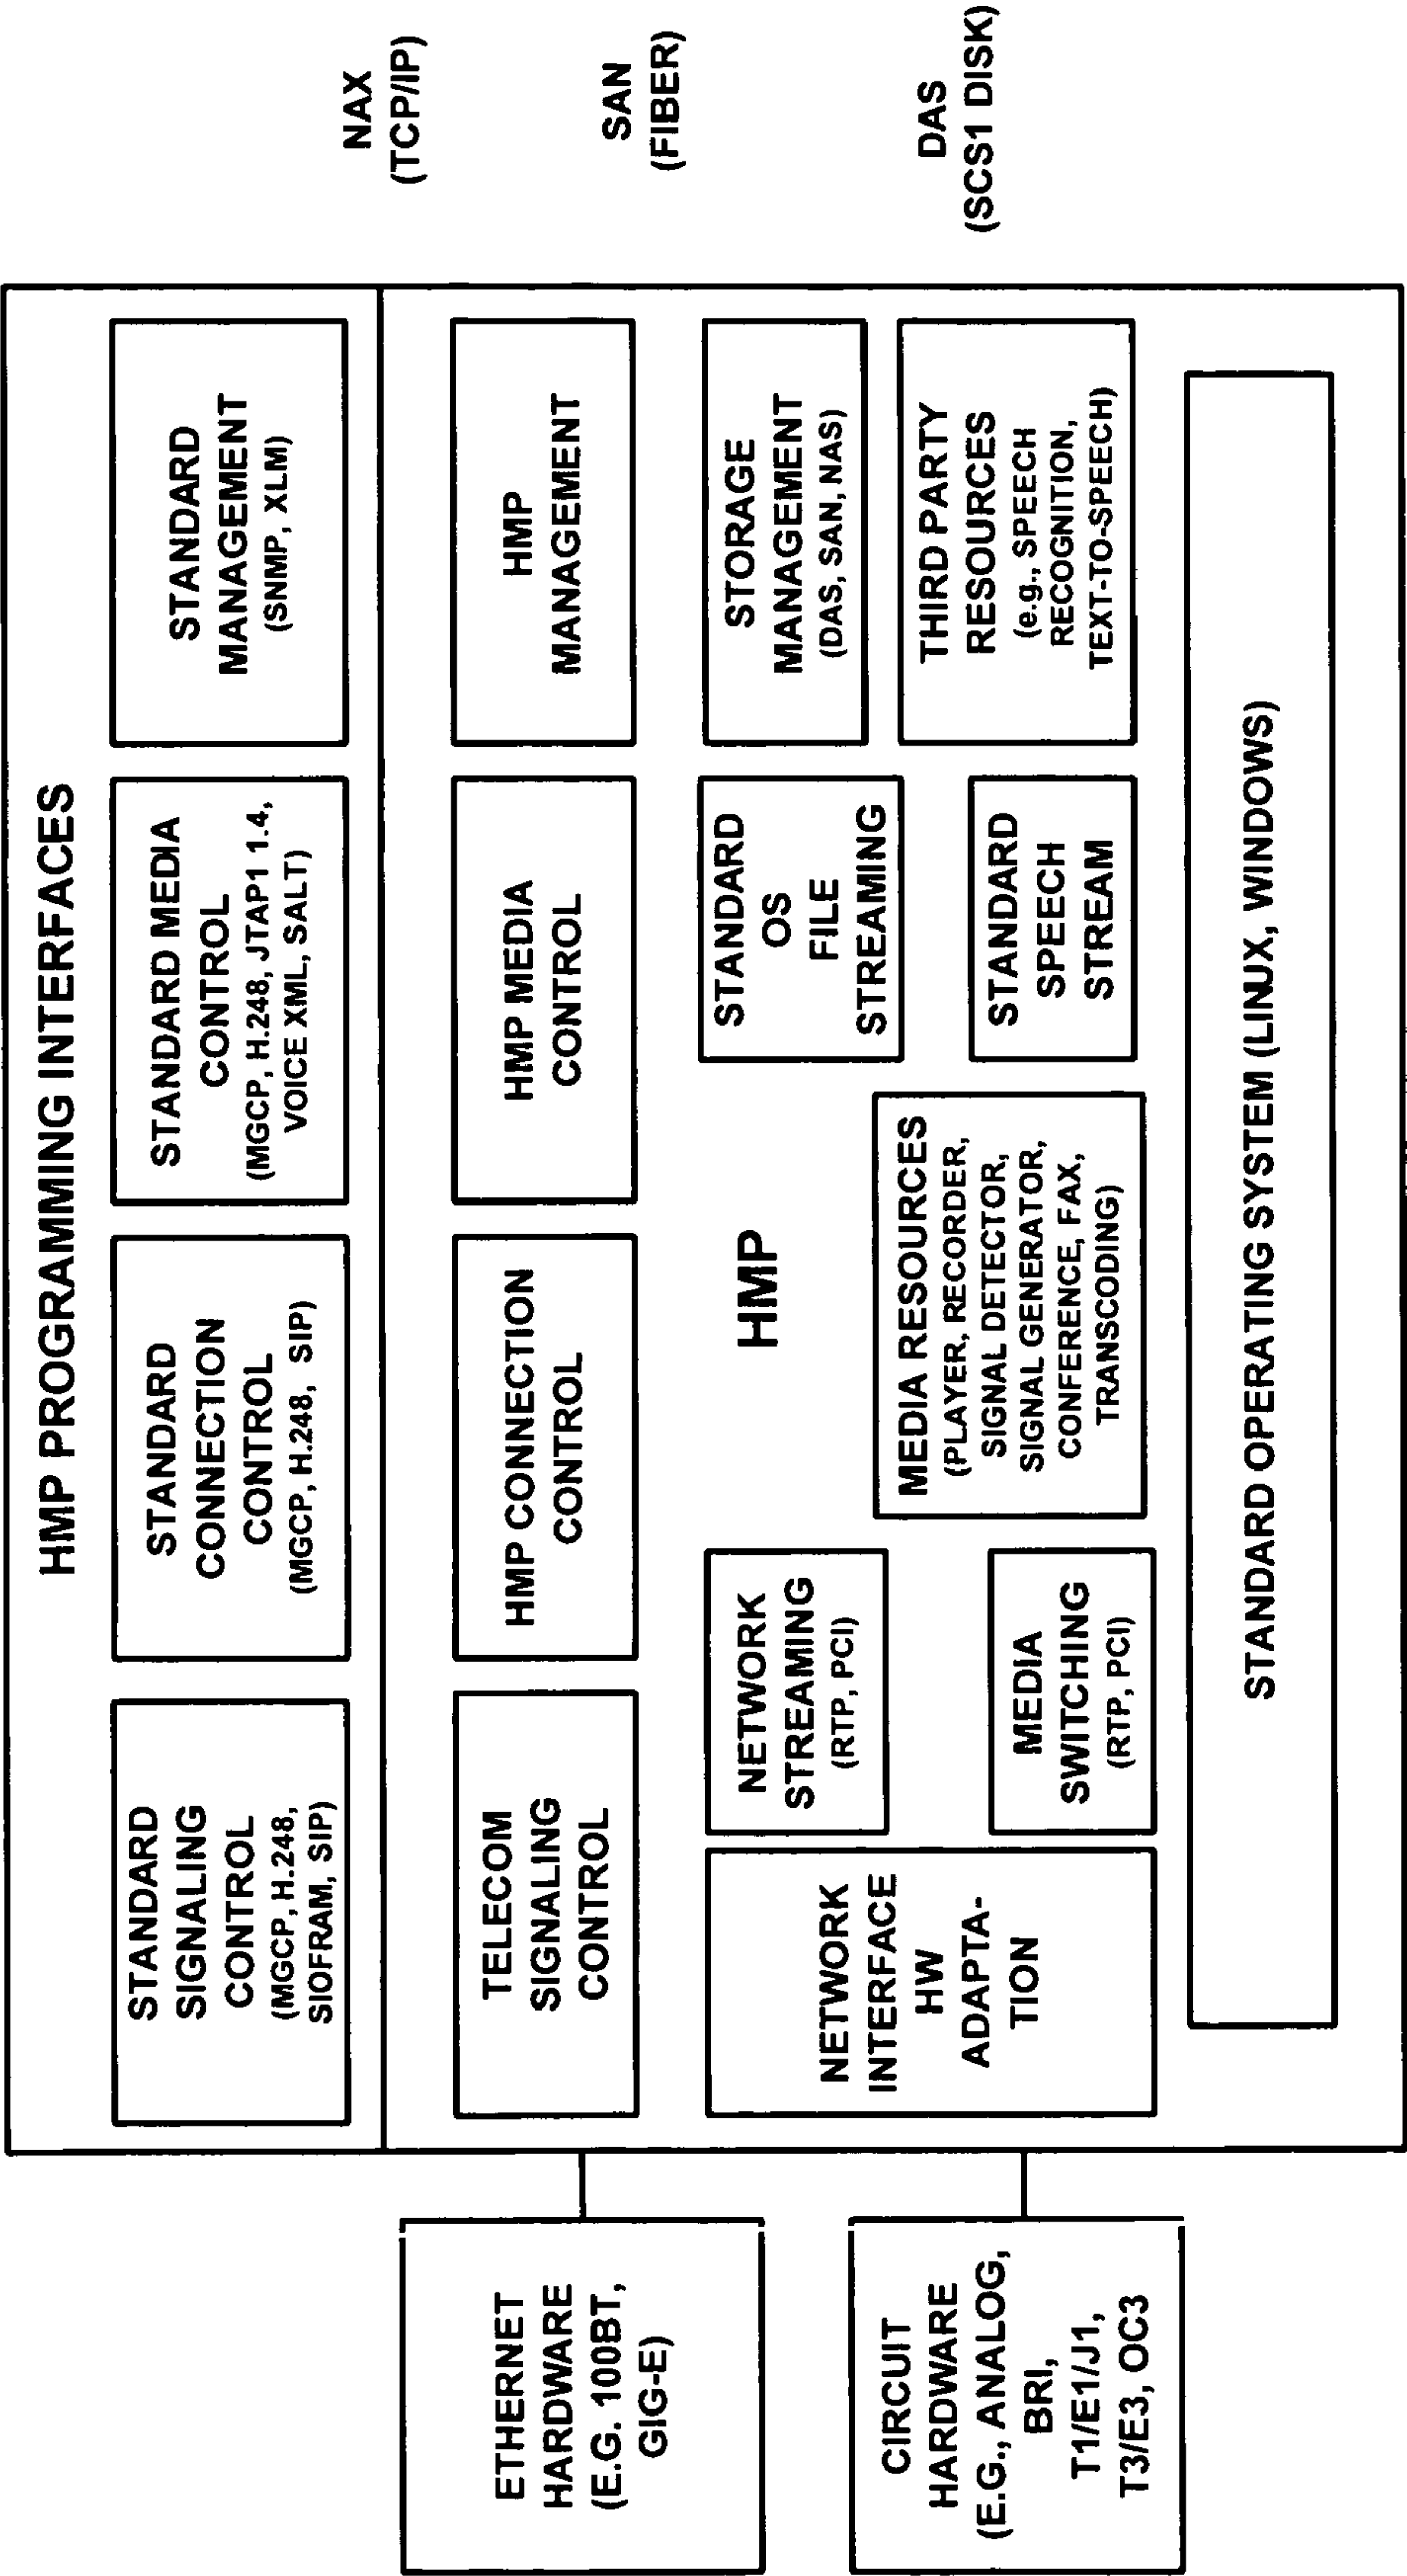 HMP PROGRAMMING INTERFACES
STANDARD
SIGNALING
CONTROL
(MGCP, H.248,
SIOFRAM, SIP)
STANDARD
CONNECTION
CONTROL
(MGCP, H.248, SIP)
STANDARD MEDIA
CONTROL
(MGCP, H.248, JTAP1 1.4,
VOICE XML, SALT)
STANDARD
MANAGEMENT
(SNMP, XLM)
NAX
(TCP/IP)
ETHERNET
HARDWARE
(E.G. 100BT,
GIG-E)
TELECOM
SIGNALING
CONTROL
HMP CONNECTION
CONTROL
HMP MEDIA
CONTROL
HMP
MANAGEMENT
SAN
(FIBER)
HMP
NETWORK
INTERFACE
HW
ADAPTA-
TION
NETWORK
STREAMING
(RTP, PCI)
MEDIA
SWITCHING
(RTP, PCI)
MEDIA RESOURCES
(PLAYER, RECORDER,
SIGNAL DETECTOR,
SIGNAL GENERATOR,
CONFERENCE, FAX,
TRANSCODING)
STANDARD
OS
FILE
STREAMING
STANDARD
SPEECH
STREAM
STORAGE
MANAGEMENT
(DAS, SAN, NAS)
THIRD PARTY
RESOURCES
(e.g., SPEECH
RECOGNITION,
TEXT-TO-SPEECH)
DAS
(SCS1 DISK)
CIRCUIT
HARDWARE
(E.G., ANALOG,
BRI,
T1/E1/J1,
T3/E3, OC3
STANDARD OPERATING SYSTEM (LINUX, WINDOWS)